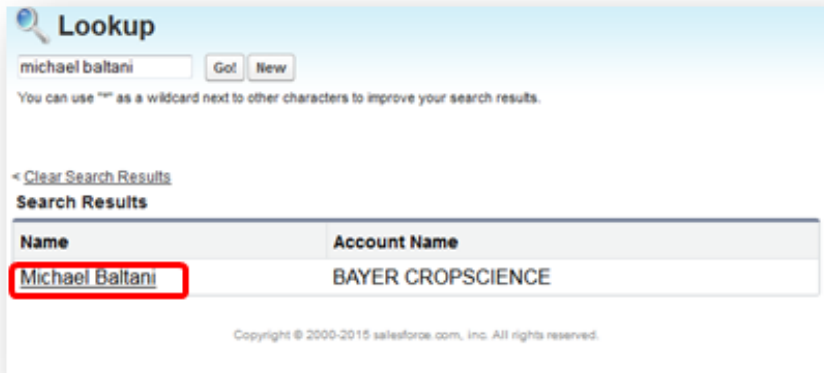 Lookup
michael baltani Go! New
You can use "*" as a wildcard next to other characters to improve your search results.
< Clear Search Results
Search Results
Name Account Name
Michael Baltani BAYER CROPSCIENCE
Copyright © 2000-2015 salesforce.com, inc. All rights reserved.